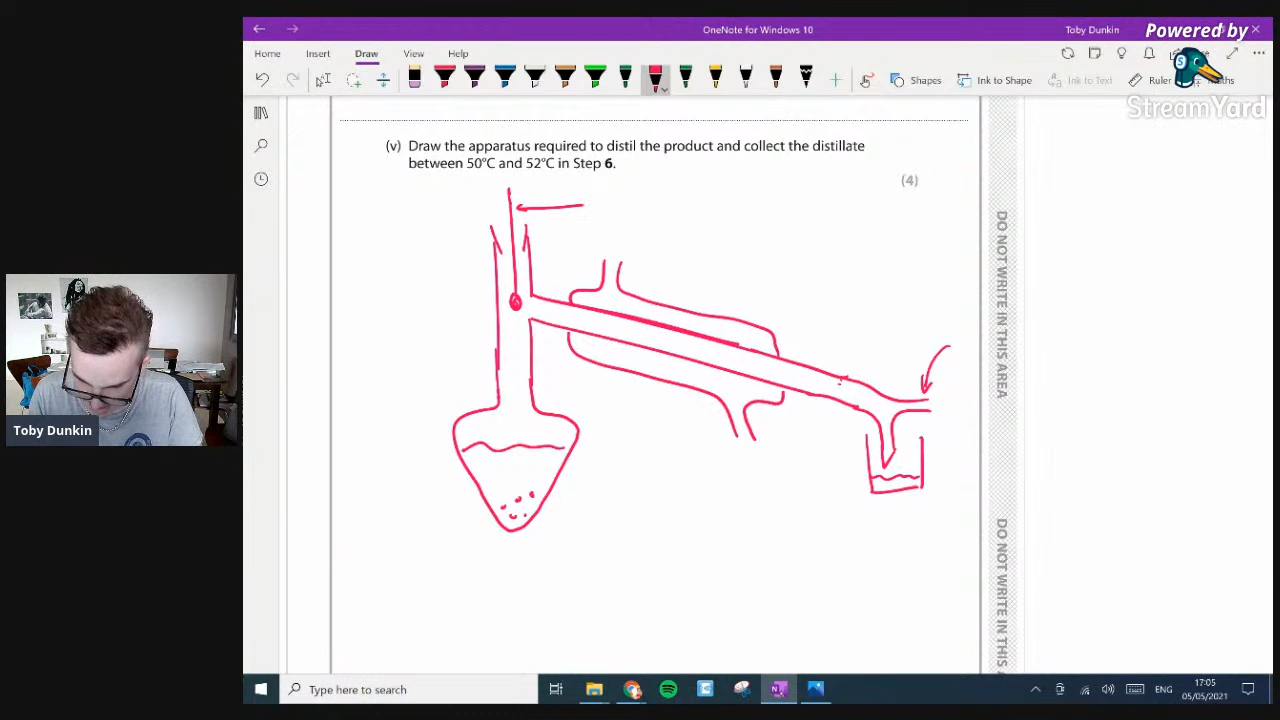 OneNote for Windows 10
Toby Dunkin
Powered by
StreamYard
Home Insert Draw View Help
Shapes Ink to Shape Ink to Text Ruler
(v) Draw the apparatus required to distil the product and collect the distillate
between 50°C and 52°C in Step 6.
(4)
DO NOT WRITE IN THIS AREA
DO NOT WRITE IN THIS
Toby Dunkin
Type here to search
ENG
17:05
05/05/2021